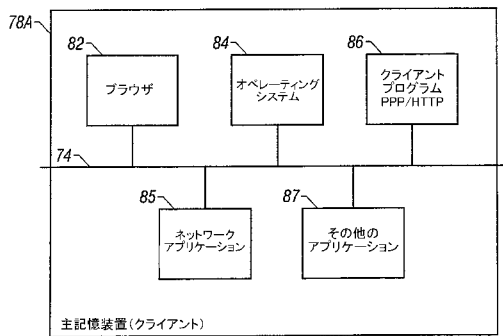 78A
82
84
86
ブラウザ
オペレーティング
システム
クライアント
プログラム
PPP/HTTP
74
85
87
ネットワーク
アプリケーション
その他の
アプリケーション
主記憶装置(クライアント)